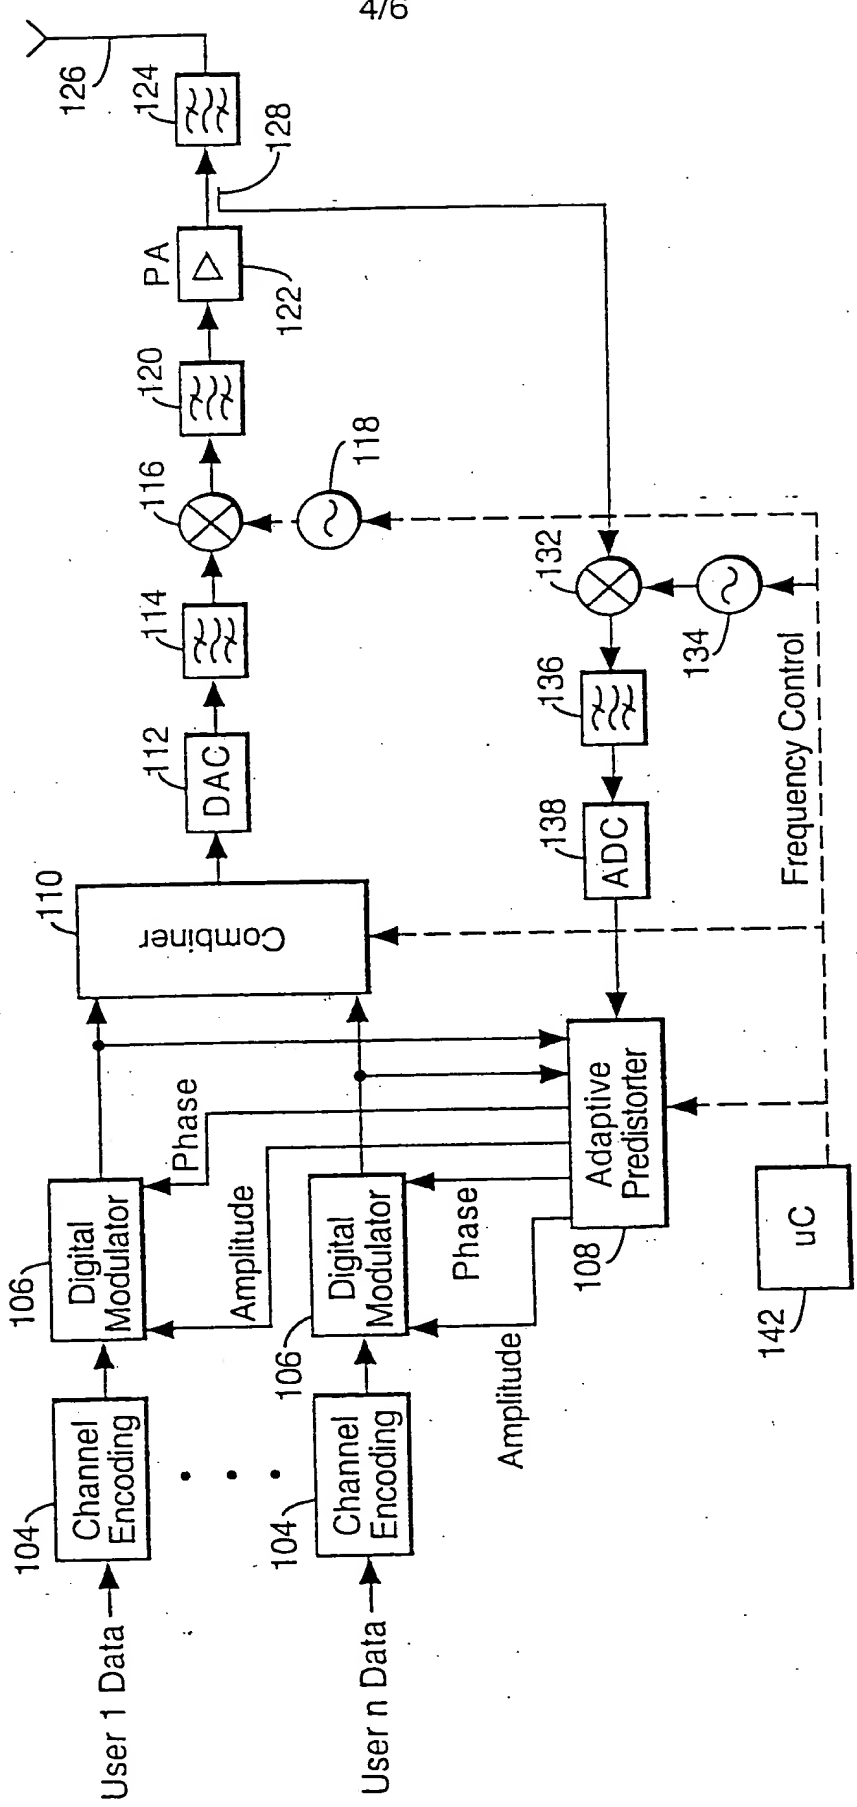 4/6
User 1 Data
104
Channel
Encoding
106
Digital
Modulator
Phase
Amplitude
110
Combiner
112
DAC
114
116
118
120
PA
122
128
124
126
User n Data
104
Channel
Encoding
106
Digital
Modulator
Phase
Amplitude
108
Adaptive
Predistorter
138
ADC
136
132
134
Frequency Control
142
uC